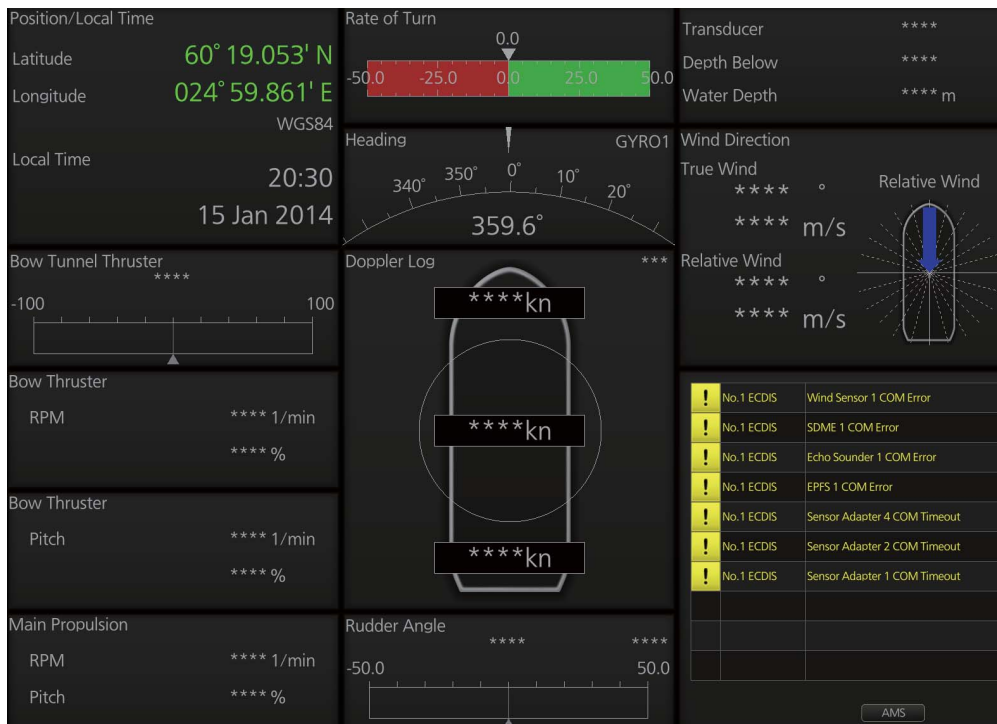 Position/Local Time
Latitude 60° 19.053' N
Longitude 024° 59.861' E
WGS84
Local Time
20:30
15 Jan 2014
Rate of Turn
0.0
-50.0 -25.0 0.0 25.0 50.0
Transducer ****
Depth Below ****
Water Depth **** m
Heading GYRO1
340° 350° 0° 10° 20°
359.6°
Wind Direction
True Wind
**** °
**** m/s
Relative Wind
**** °
**** m/s
Relative Wind
Bow Tunnel Thruster
****
-100 100
Doppler Log ***
****kn
****kn
****kn
Bow Thruster
RPM **** 1/min
**** %
Bow Thruster
Pitch **** 1/min
**** %
Main Propulsion
RPM **** 1/min
Pitch **** %
Rudder Angle
**** ****
-50.0 50.0
! No.1 ECDIS Wind Sensor 1 COM Error
! No.1 ECDIS SDME 1 COM Error
! No.1 ECDIS Echo Sounder 1 COM Error
! No.1 ECDIS EPFS 1 COM Error
! No.1 ECDIS Sensor Adapter 4 COM Timeout
! No.1 ECDIS Sensor Adapter 2 COM Timeout
! No.1 ECDIS Sensor Adapter 1 COM Timeout
AMS